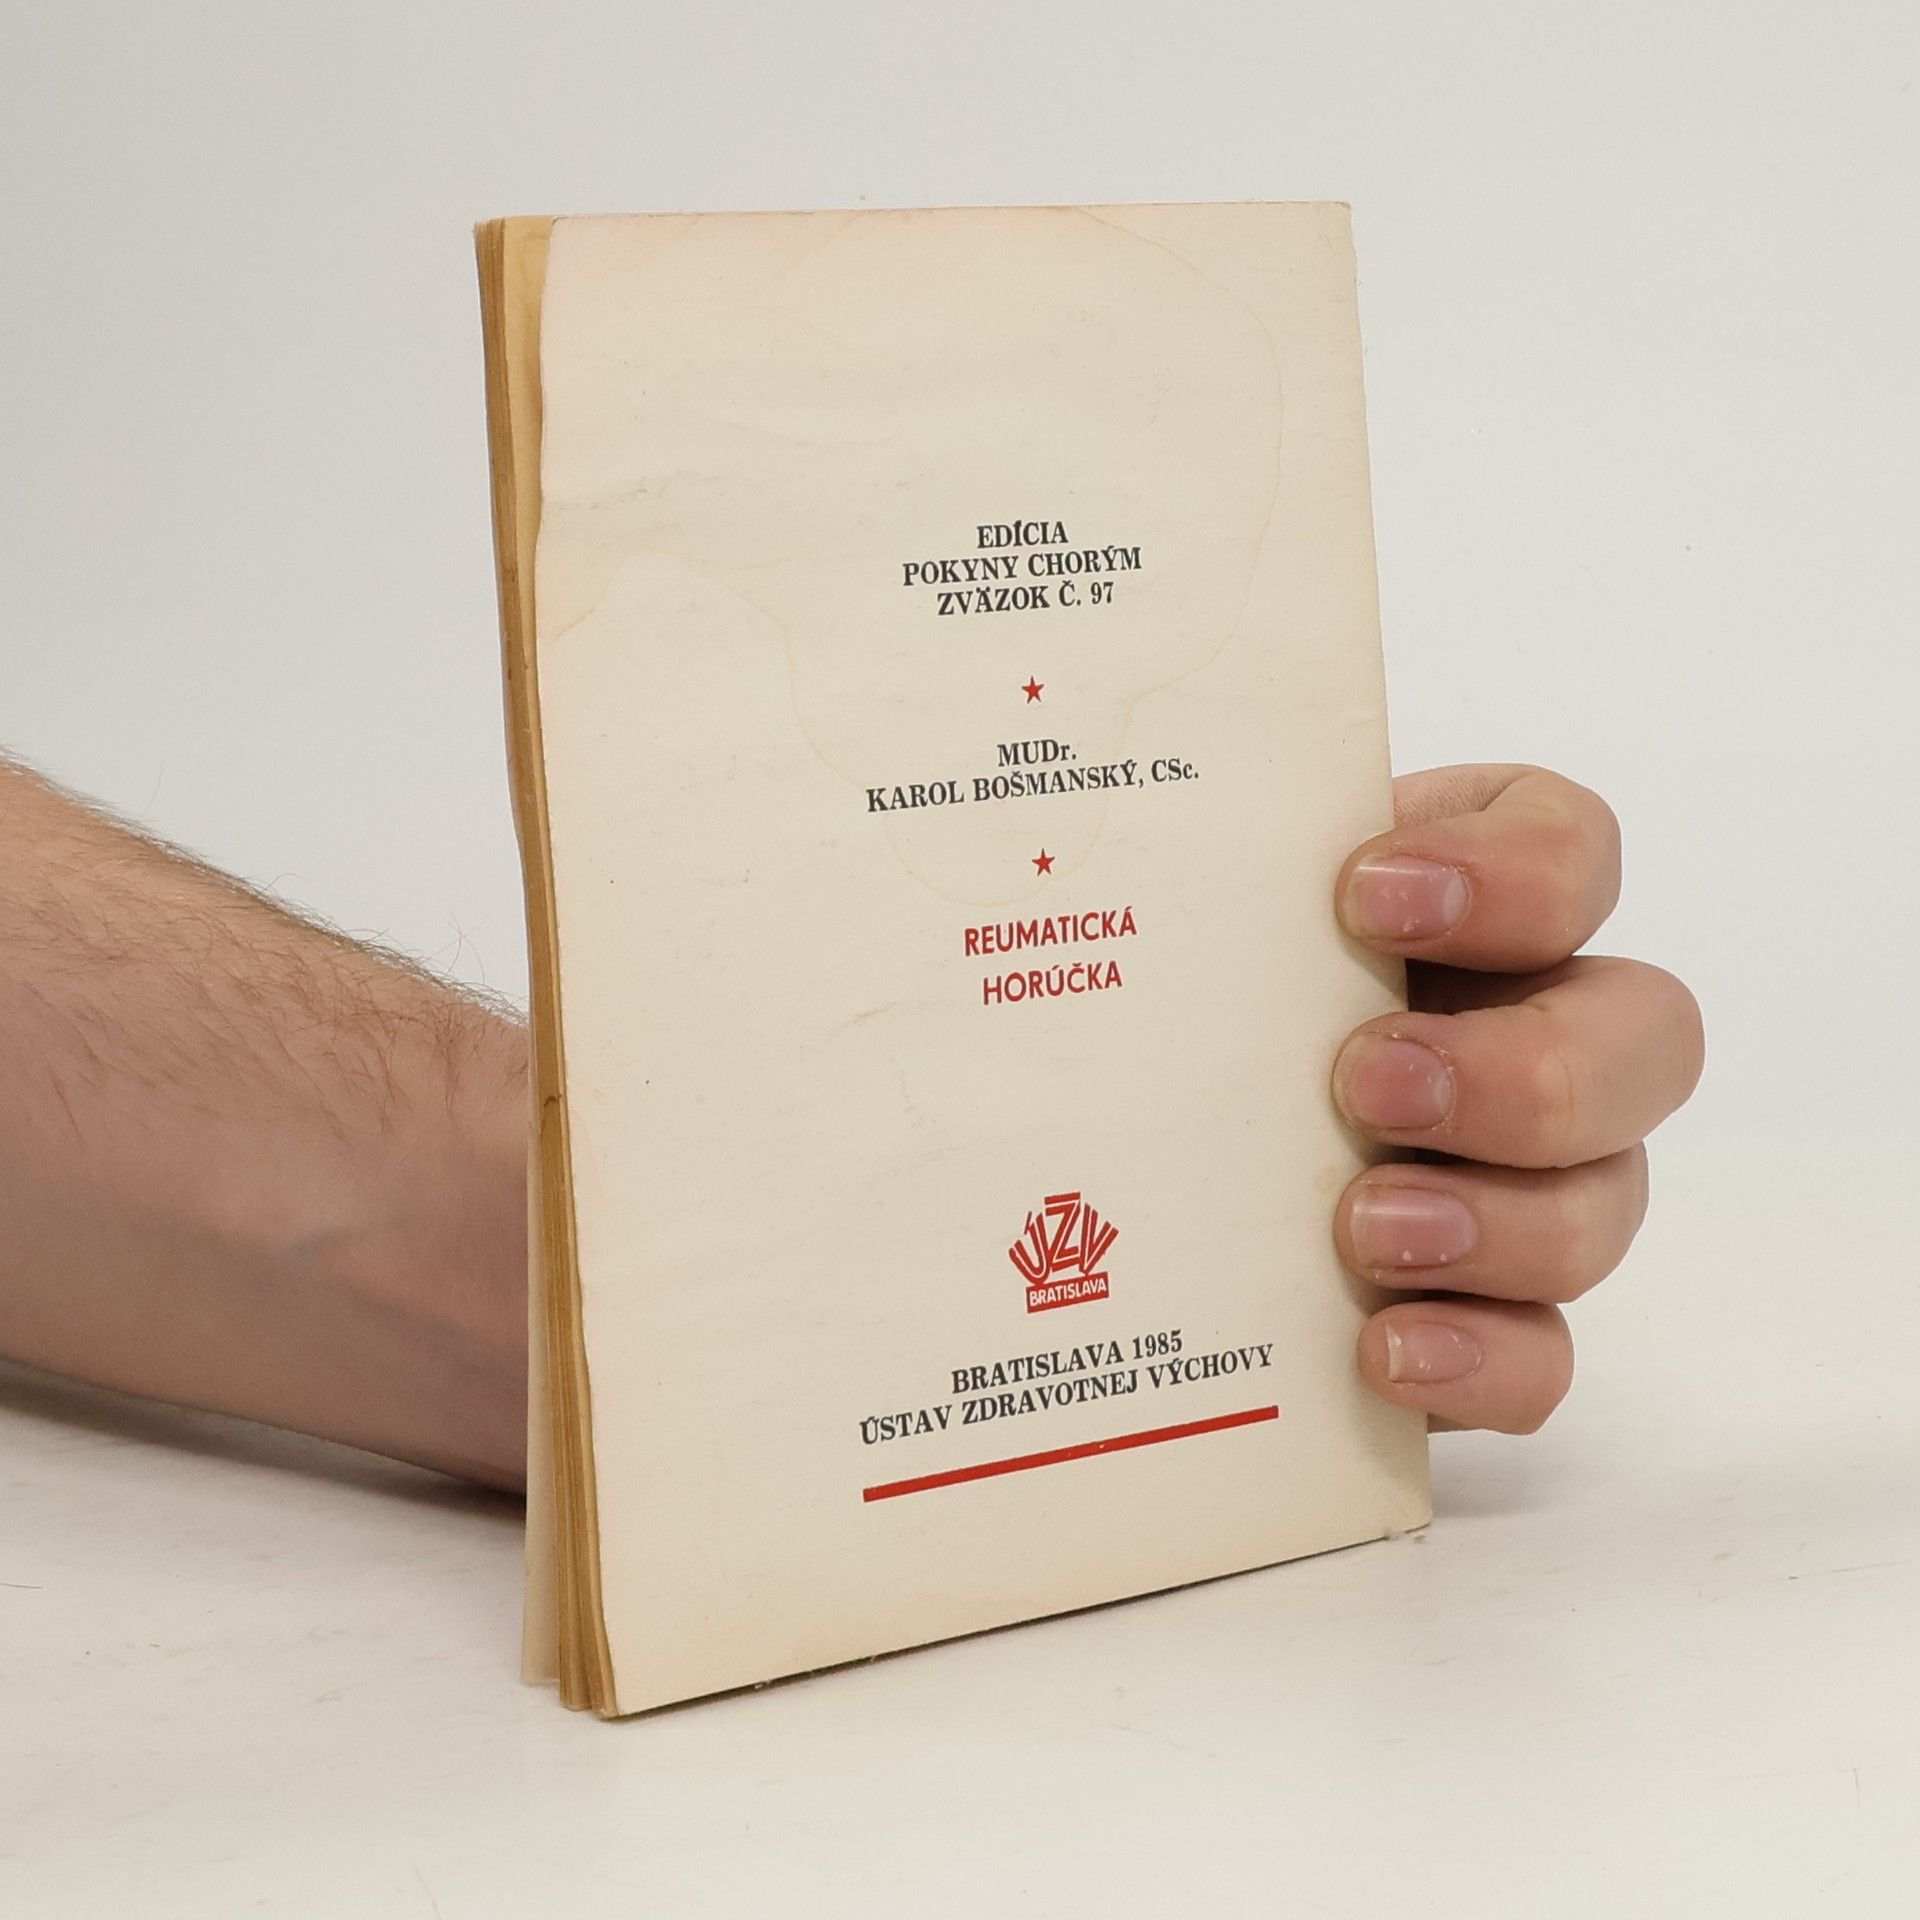 EDÍCIA
POKYNY CHORÝM
ZVÄZOK Č. 97
MUDr.
KAROL BOŠMANSKÝ, CSc.
REUMATICKÁ
HORÚČKA
ÚZV
BRATISLAVA
BRATISLAVA 1985
ÚSTAV ZDRAVOTNEJ VÝCHOVY